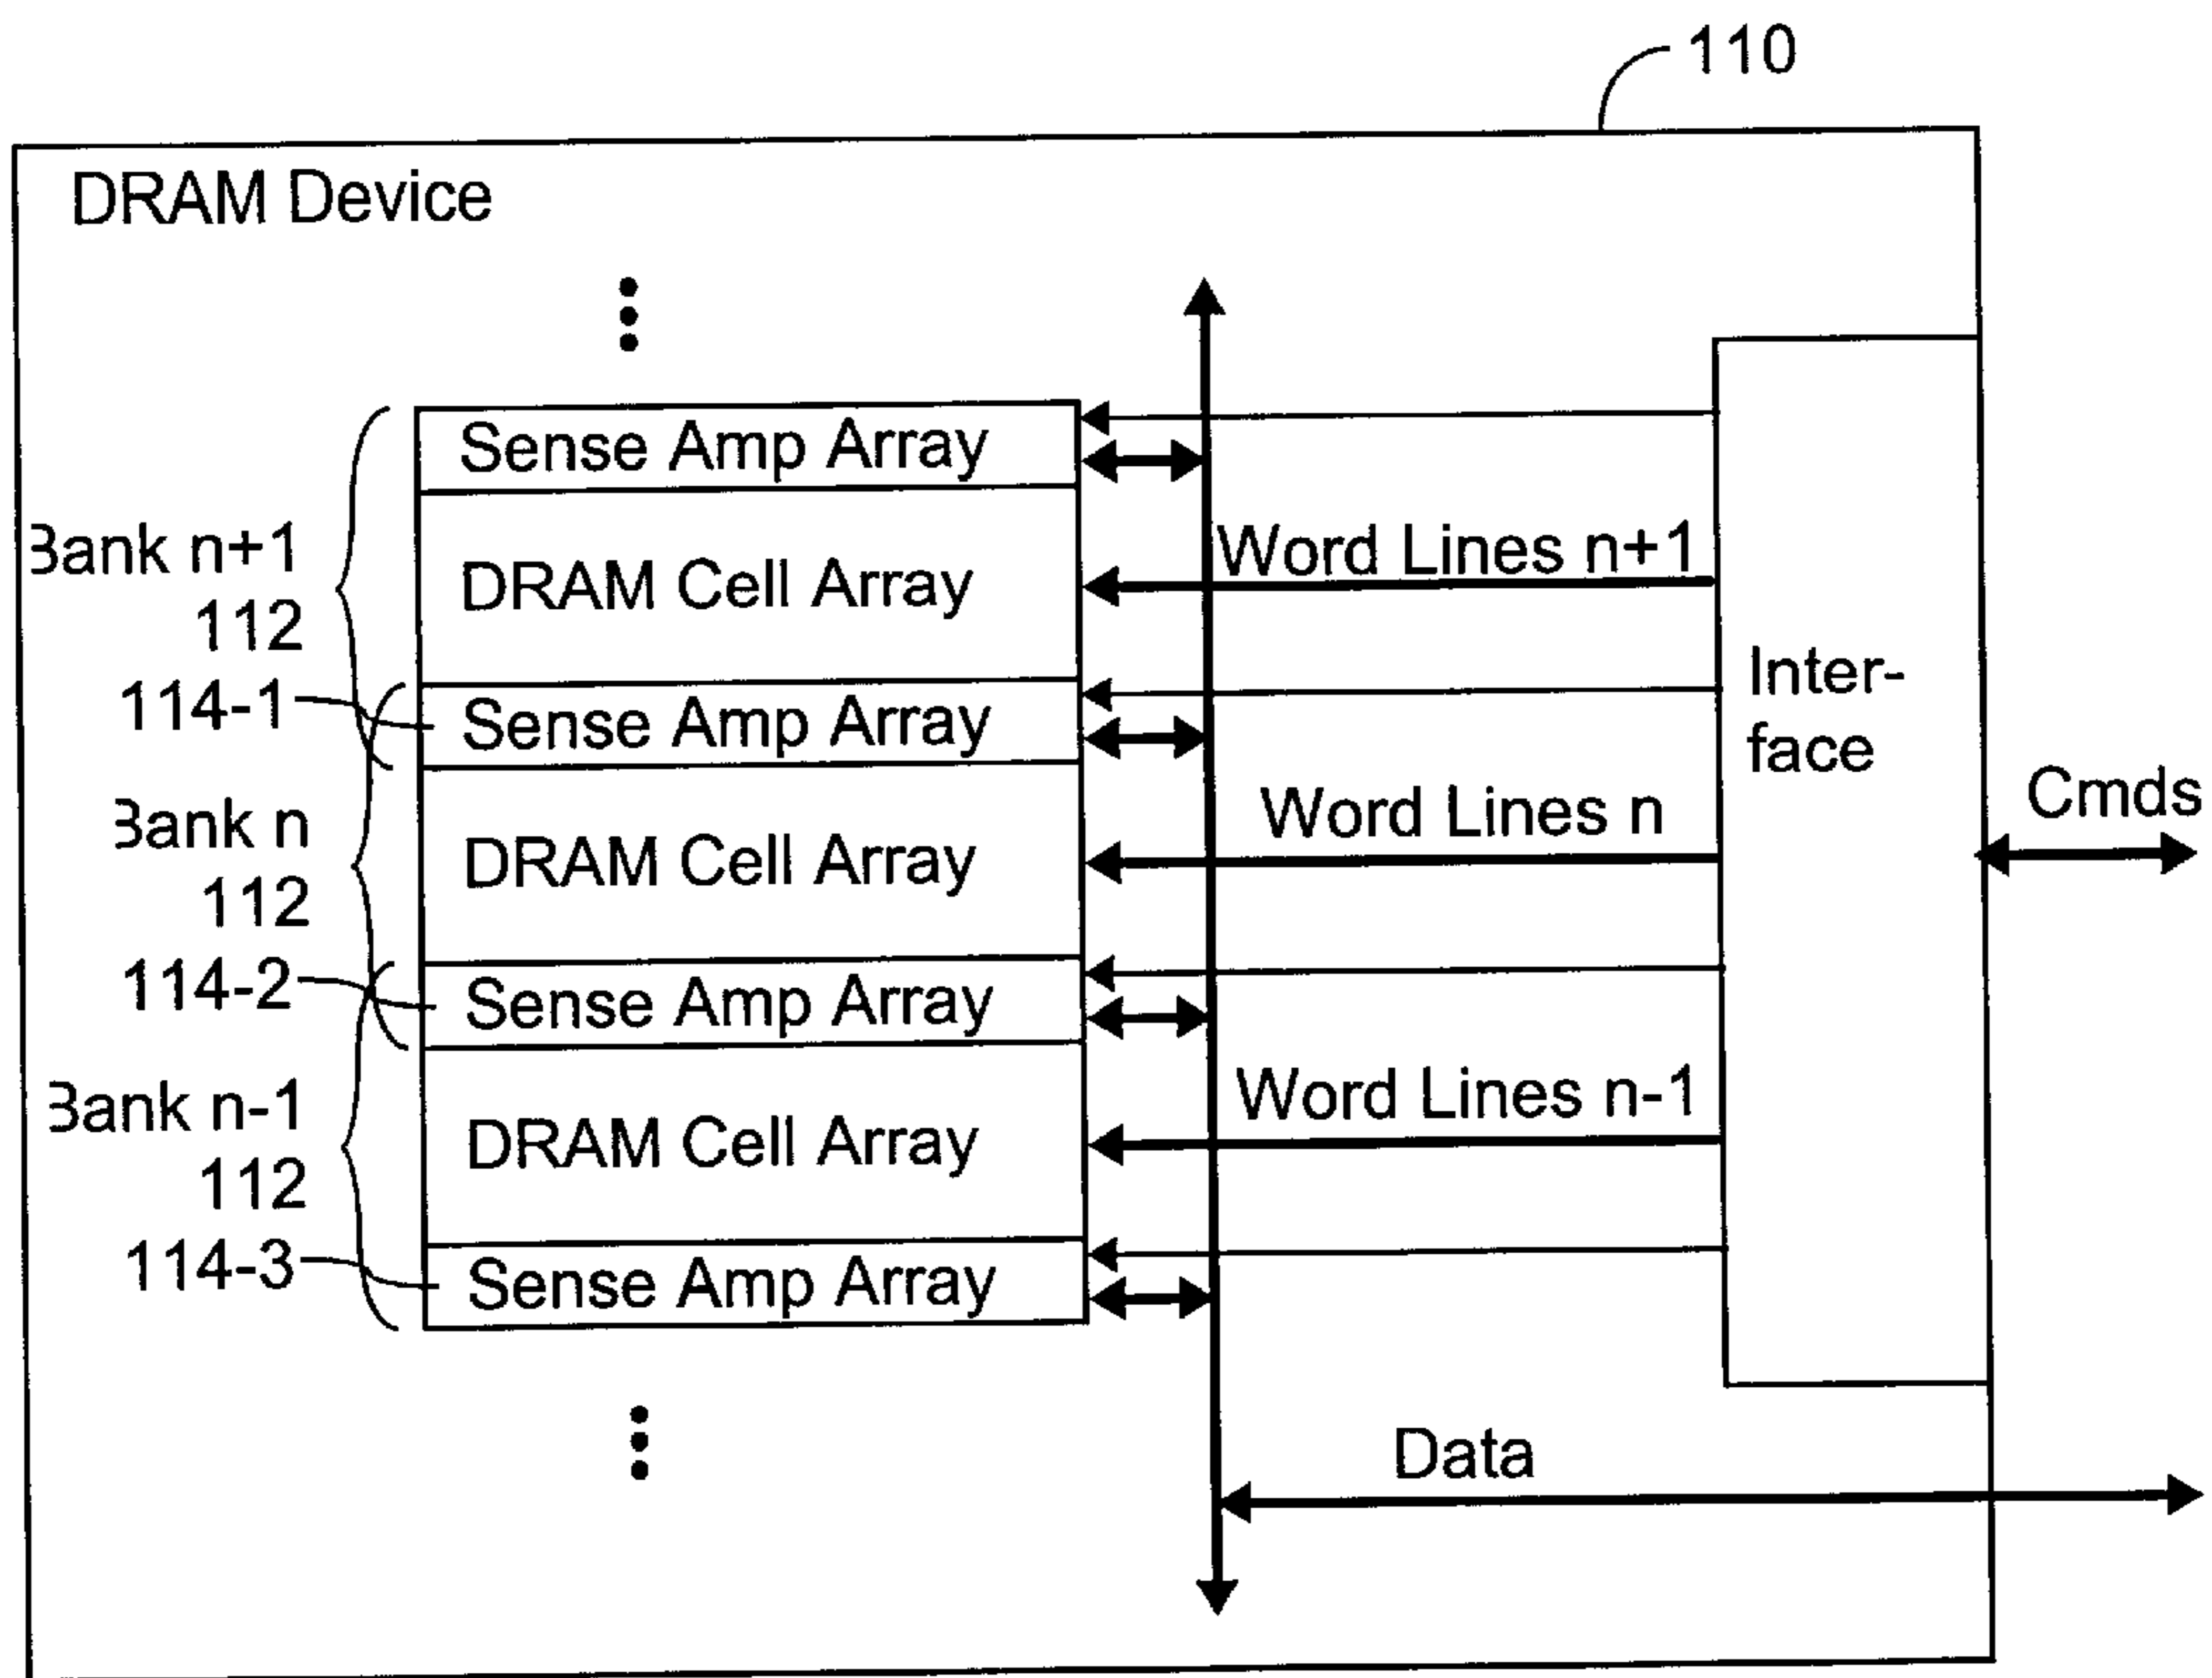 110
DRAM Device
Sense Amp Array
Bank n+1
112
DRAM Cell Array
Word Lines n+1
114-1
Sense Amp Array
Inter-
face
Bank n
112
DRAM Cell Array
Word Lines n
Cmds
114-2
Sense Amp Array
Bank n-1
112
DRAM Cell Array
Word Lines n-1
114-3
Sense Amp Array
Data